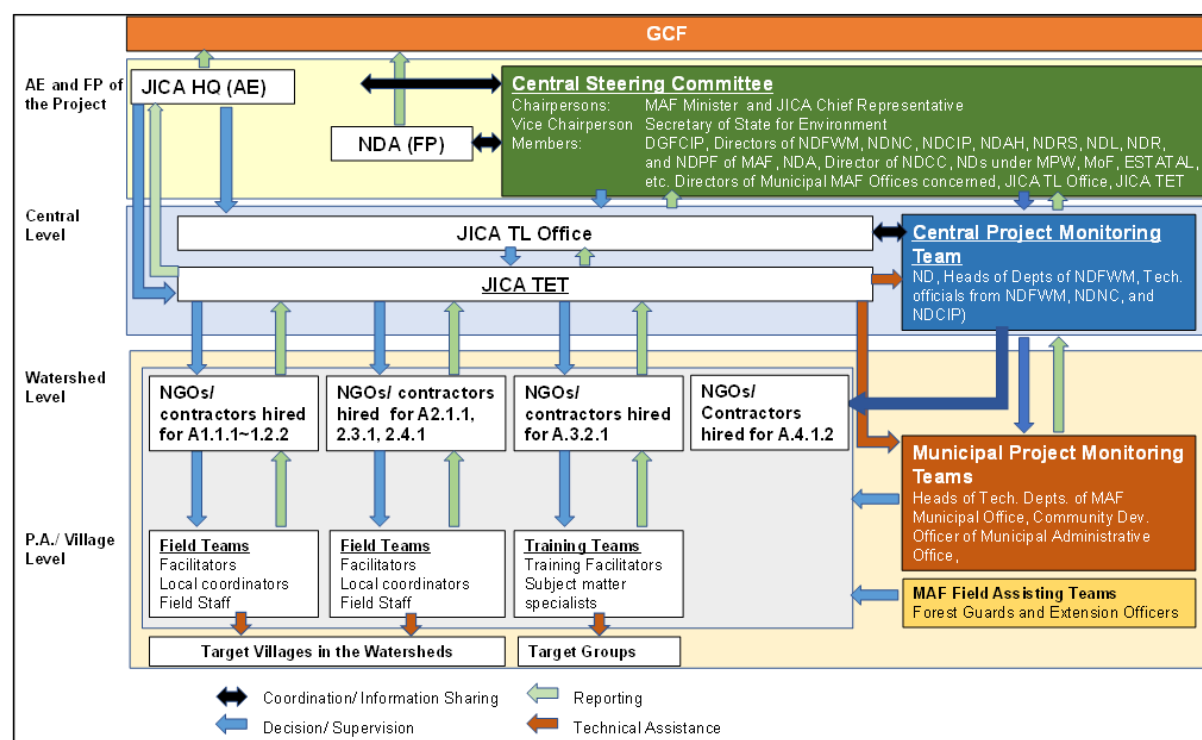 GCF
AE and FP of
the Project
JICA HQ (AE)
NDA (FP)
Central Steering Committee
Chairpersons: MAF Minister and JICA Chief Representative
Vice Chairperson Secretary of State for Environment
Members: DGFCIP, Directors of NDFWM, NDNC, NDCIP, NDAH, NDRS, NDL, NDR,
and NDPF of MAF, NDA, Director of NDCC, NDs under MPW, MoF, ESTATAL,
etc. Directors of Municipal MAF Offices concerned, JICA TL Office, JICA TET
Central
Level
JICA TL Office
JICA TET
Central Project Monitoring
Team
ND, Heads of Depts of NDFWM, Tech.
officials from NDFWM, NDNC, and
NDCIP)
Watershed
Level
NGOs/
contractors hired
for A1.1.1~1.2.2
NGOs/ contractors
hired for A2.1.1,
2.3.1, 2.4.1
NGOs/
contractors hired
for A.3.2.1
NGOs/
Contractors
hired for A.4.1.2
Municipal Project Monitoring
Teams
Heads of Tech. Depts. of MAF
Municipal Office, Community Dev.
Officer of Municipal Administrative
Office,
P.A./ Village
Level
Field Teams
Facilitators
Local coordinators
Field Staff
Field Teams
Facilitators
Local coordinators
Field Staff
Training Teams
Training Facilitators
Subject matter
specialists
MAF Field Assisting Teams
Forest Guards and Extension Officers
Target Villages in the Watersheds
Target Groups
Coordination/ Information Sharing
Reporting
Decision/ Supervision
Technical Assistance